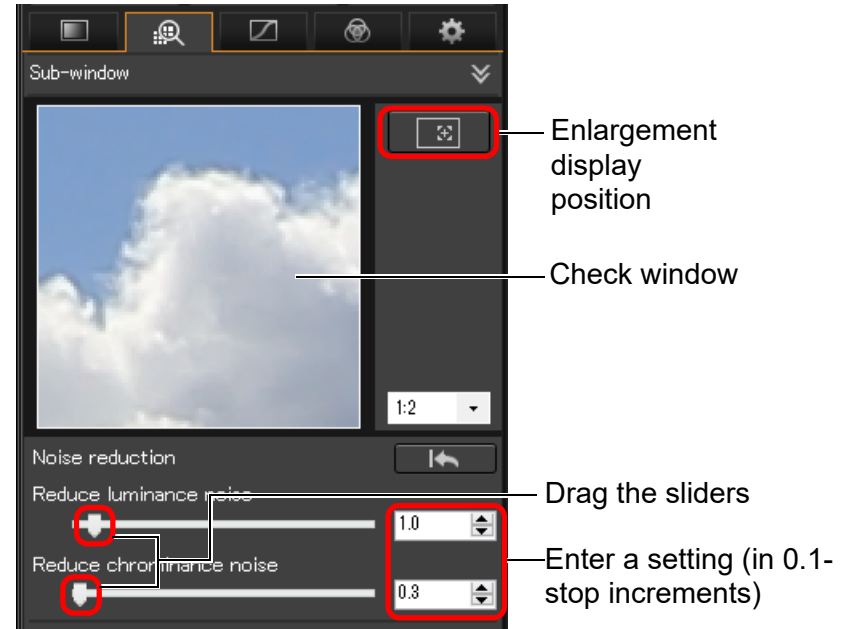 Sub-window
Enlargement
display
position
Check window
1:2
Noise reduction
Reduce luminance noise
Drag the sliders
1.0
Reduce chrominance noise
Enter a setting (in 0.1-
stop increments)
0.3